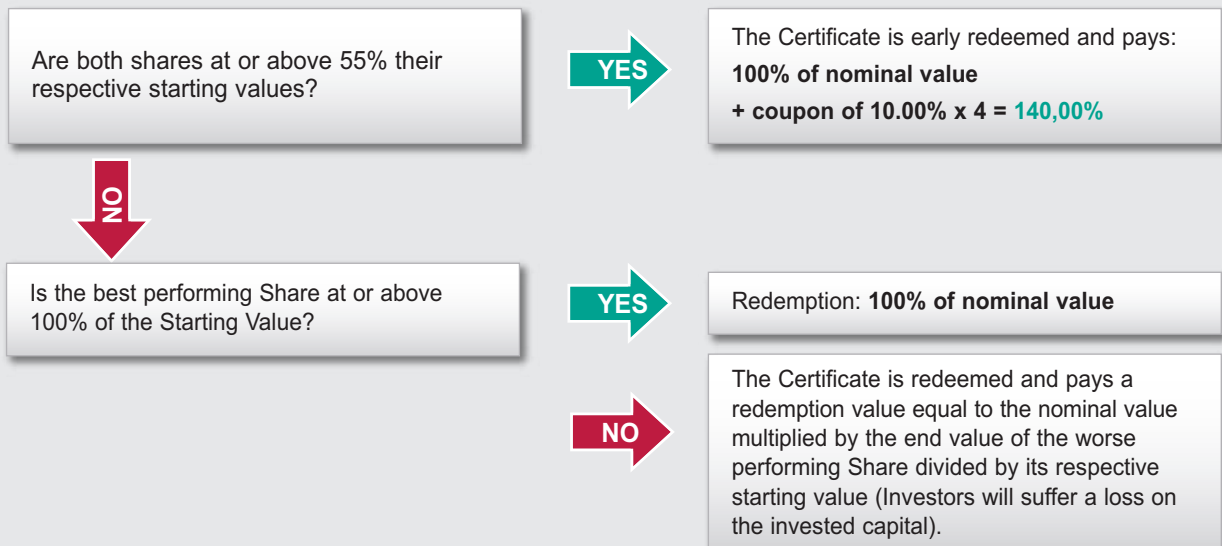 Are both shares at or above 55% their
respective starting values?
YES
The Certificate is early redeemed and pays:
100% of nominal value
+ coupon of 10.00% x 4 = 140,00%
NO
Is the best performing Share at or above
100% of the Starting Value?
YES
Redemption: 100% of nominal value
NO
The Certificate is redeemed and pays a
redemption value equal to the nominal value
multiplied by the end value of the worse
performing Share divided by its respective
starting value (Investors will suffer a loss on
the invested capital).